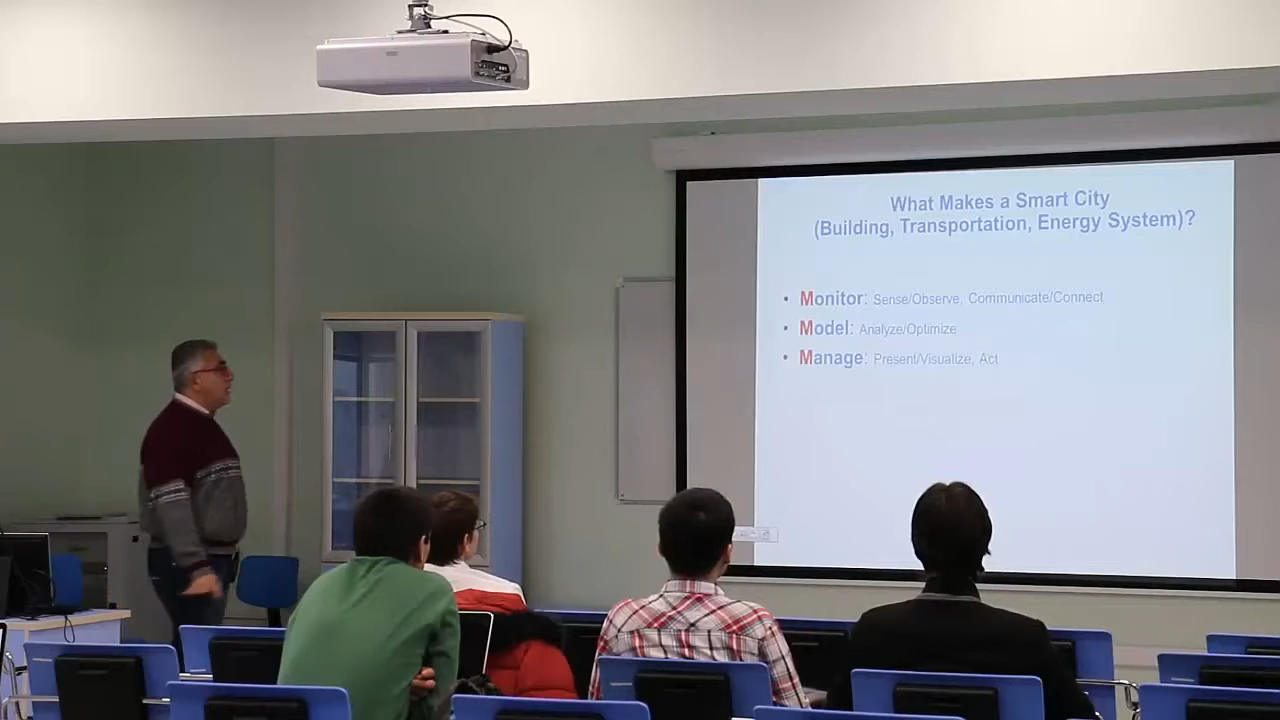 What Makes a Smart City
(Building, Transportation, Energy System)?
• Monitor: Sense/Observe, Communicate/Connect
• Model: Analyze/Optimize
• Manage: Present/Visualize, Act